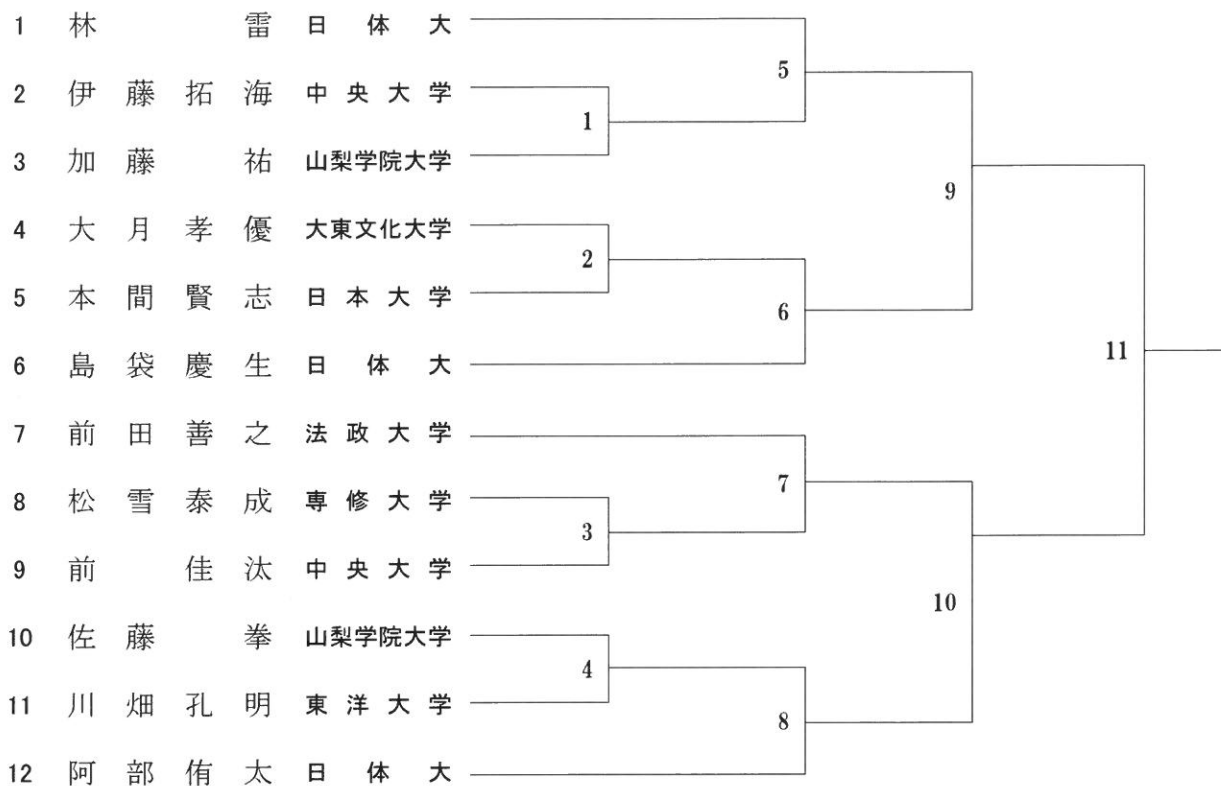 1 林 雷 日体大
2 伊藤拓海 中央大学
3 加藤 祐 山梨学院大学
4 大月孝優 大東文化大学
5 本間賢志 日本大学
6 島袋慶生 日体大
7 前田善之 法政大学
8 松雪泰成 専修大学
9 前 佳汰 中央大学
10 佐藤 拳 山梨学院大学
11 川畑孔明 東洋大学
12 阿部侑太 日体大
1
2
3
4
5
6
7
8
9
10
11